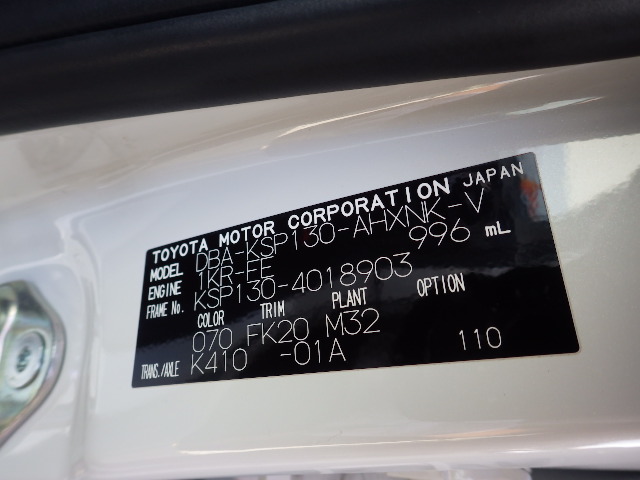 TOYOTA MOTOR CORPORATION JAPAN
MODEL DBA-KSP130-AHXNK-V
ENGINE 1KR-FE 996 mL
FRAME No. KSP130-4018903
COLOR TRIM PLANT OPTION
070 FK20 M32
TRANS./AXLE K410 -01A 110